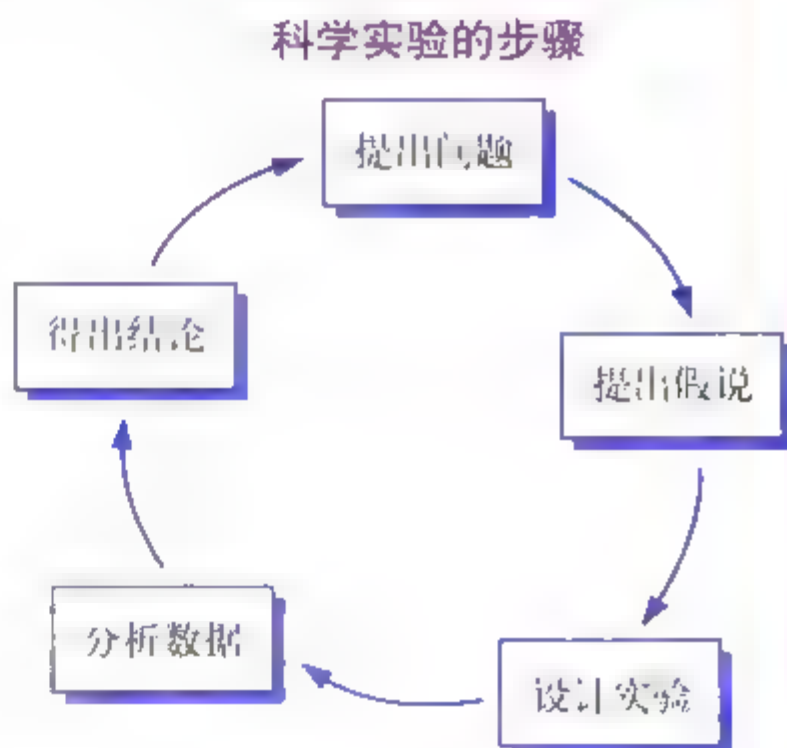 科学实验的步骤
提出问题
提出假说
设计实验
分析数据
得出结论